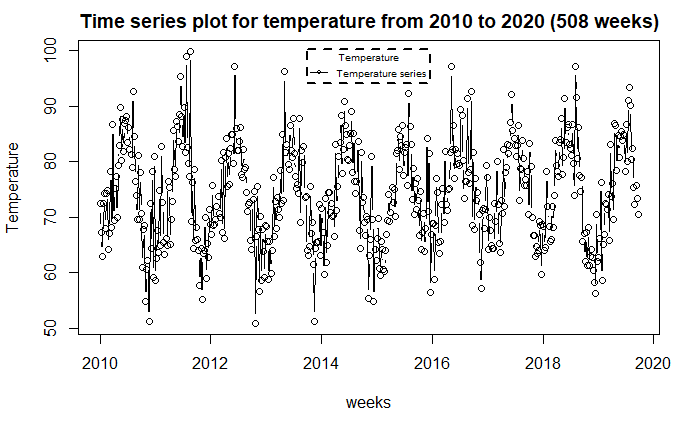 Time series plot for temperature from 2010 to 2020 (508 weeks)
Temperature
Temperature series
Temperature
100
90
80
70
60
50
2010 2012 2014 2016 2018 2020
weeks